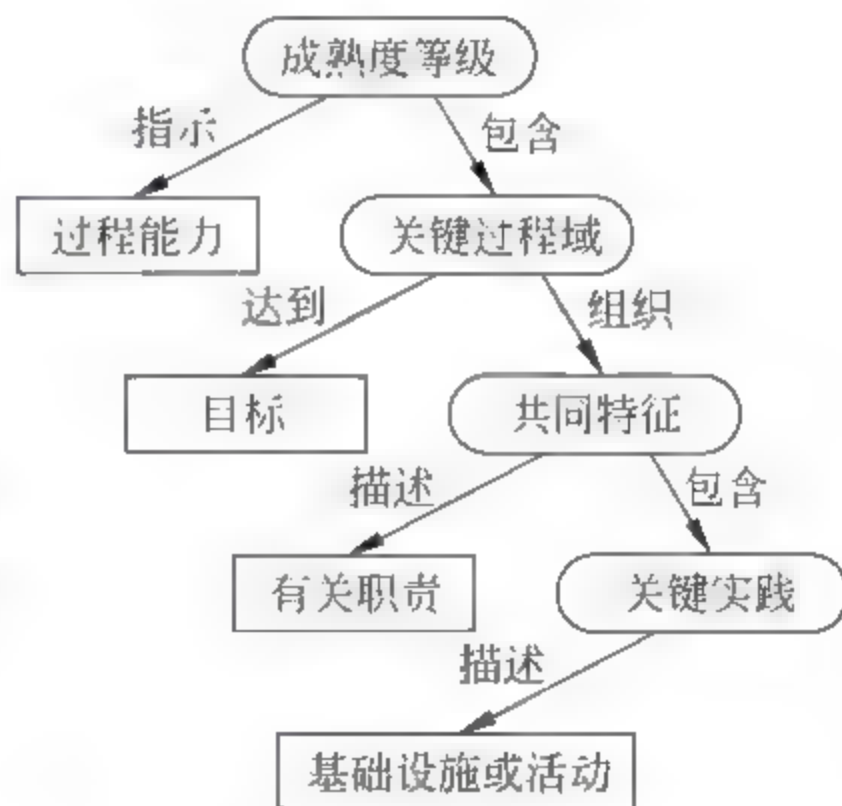 成熟度等级
指示
包含
过程能力
关键过程域
达到
组织
目标
共同特征
描述
包含
有关职责
关键实践
描述
基础设施或活动